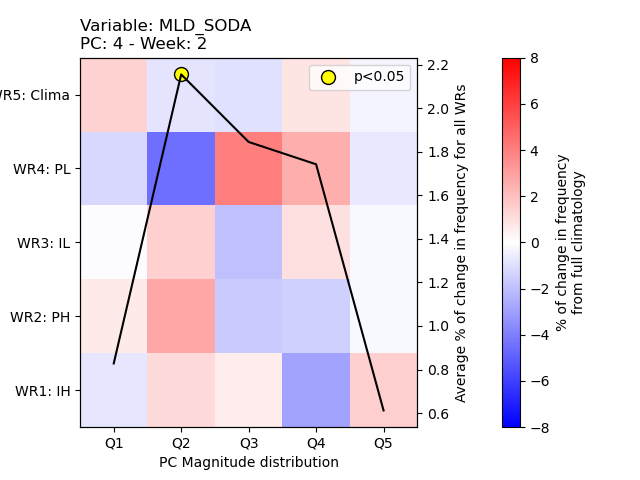 Variable: MLD_SODA
PC: 4 - Week: 2
p<0.05
WR5: Clima
WR4: PL
WR3: IL
WR2: PH
WR1: IH
Q1 Q2 Q3 Q4 Q5
PC Magnitude distribution
2.2
2.0
1.8
1.6
1.4
1.2
1.0
0.8
0.6
Average % of change in frequency for all WRs
8
6
4
2
0
−2
−4
−6
−8
% of change in frequency
from full climatology